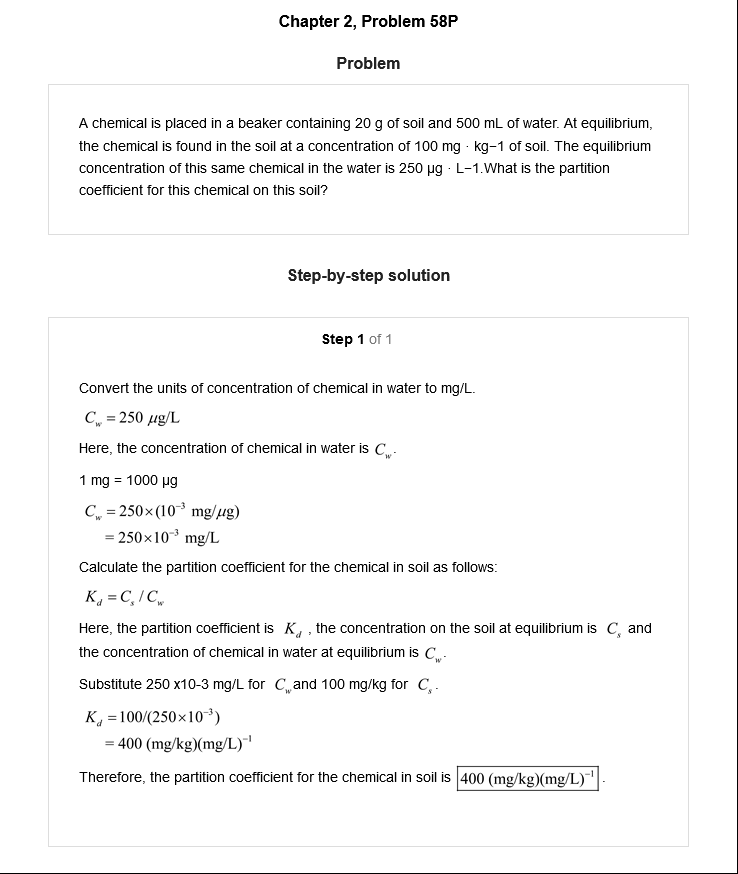 Chapter 2, Problem 58P
Problem
A chemical is placed in a beaker containing 20 g of soil and 500 mL of water. At equilibrium,
the chemical is found in the soil at a concentration of 100 mg · kg−1 of soil. The equilibrium
concentration of this same chemical in the water is 250 μg · L−1.What is the partition
coefficient for this chemical on this soil?
Step-by-step solution
Step 1 of 1
Convert the units of concentration of chemical in water to mg/L.
C_w = 250 μg/L
Here, the concentration of chemical in water is C_w.
1 mg = 1000 μg
C_w = 250×(10⁻³ mg/μg)
= 250×10⁻³ mg/L
Calculate the partition coefficient for the chemical in soil as follows:
K_d = C_s / C_w
Here, the partition coefficient is K_d , the concentration on the soil at equilibrium is C_s and
the concentration of chemical in water at equilibrium is C_w.
Substitute 250 x10-3 mg/L for C_w and 100 mg/kg for C_s.
K_d = 100/(250×10⁻³)
= 400 (mg/kg)(mg/L)⁻¹
Therefore, the partition coefficient for the chemical in soil is 400 (mg/kg)(mg/L)⁻¹ .